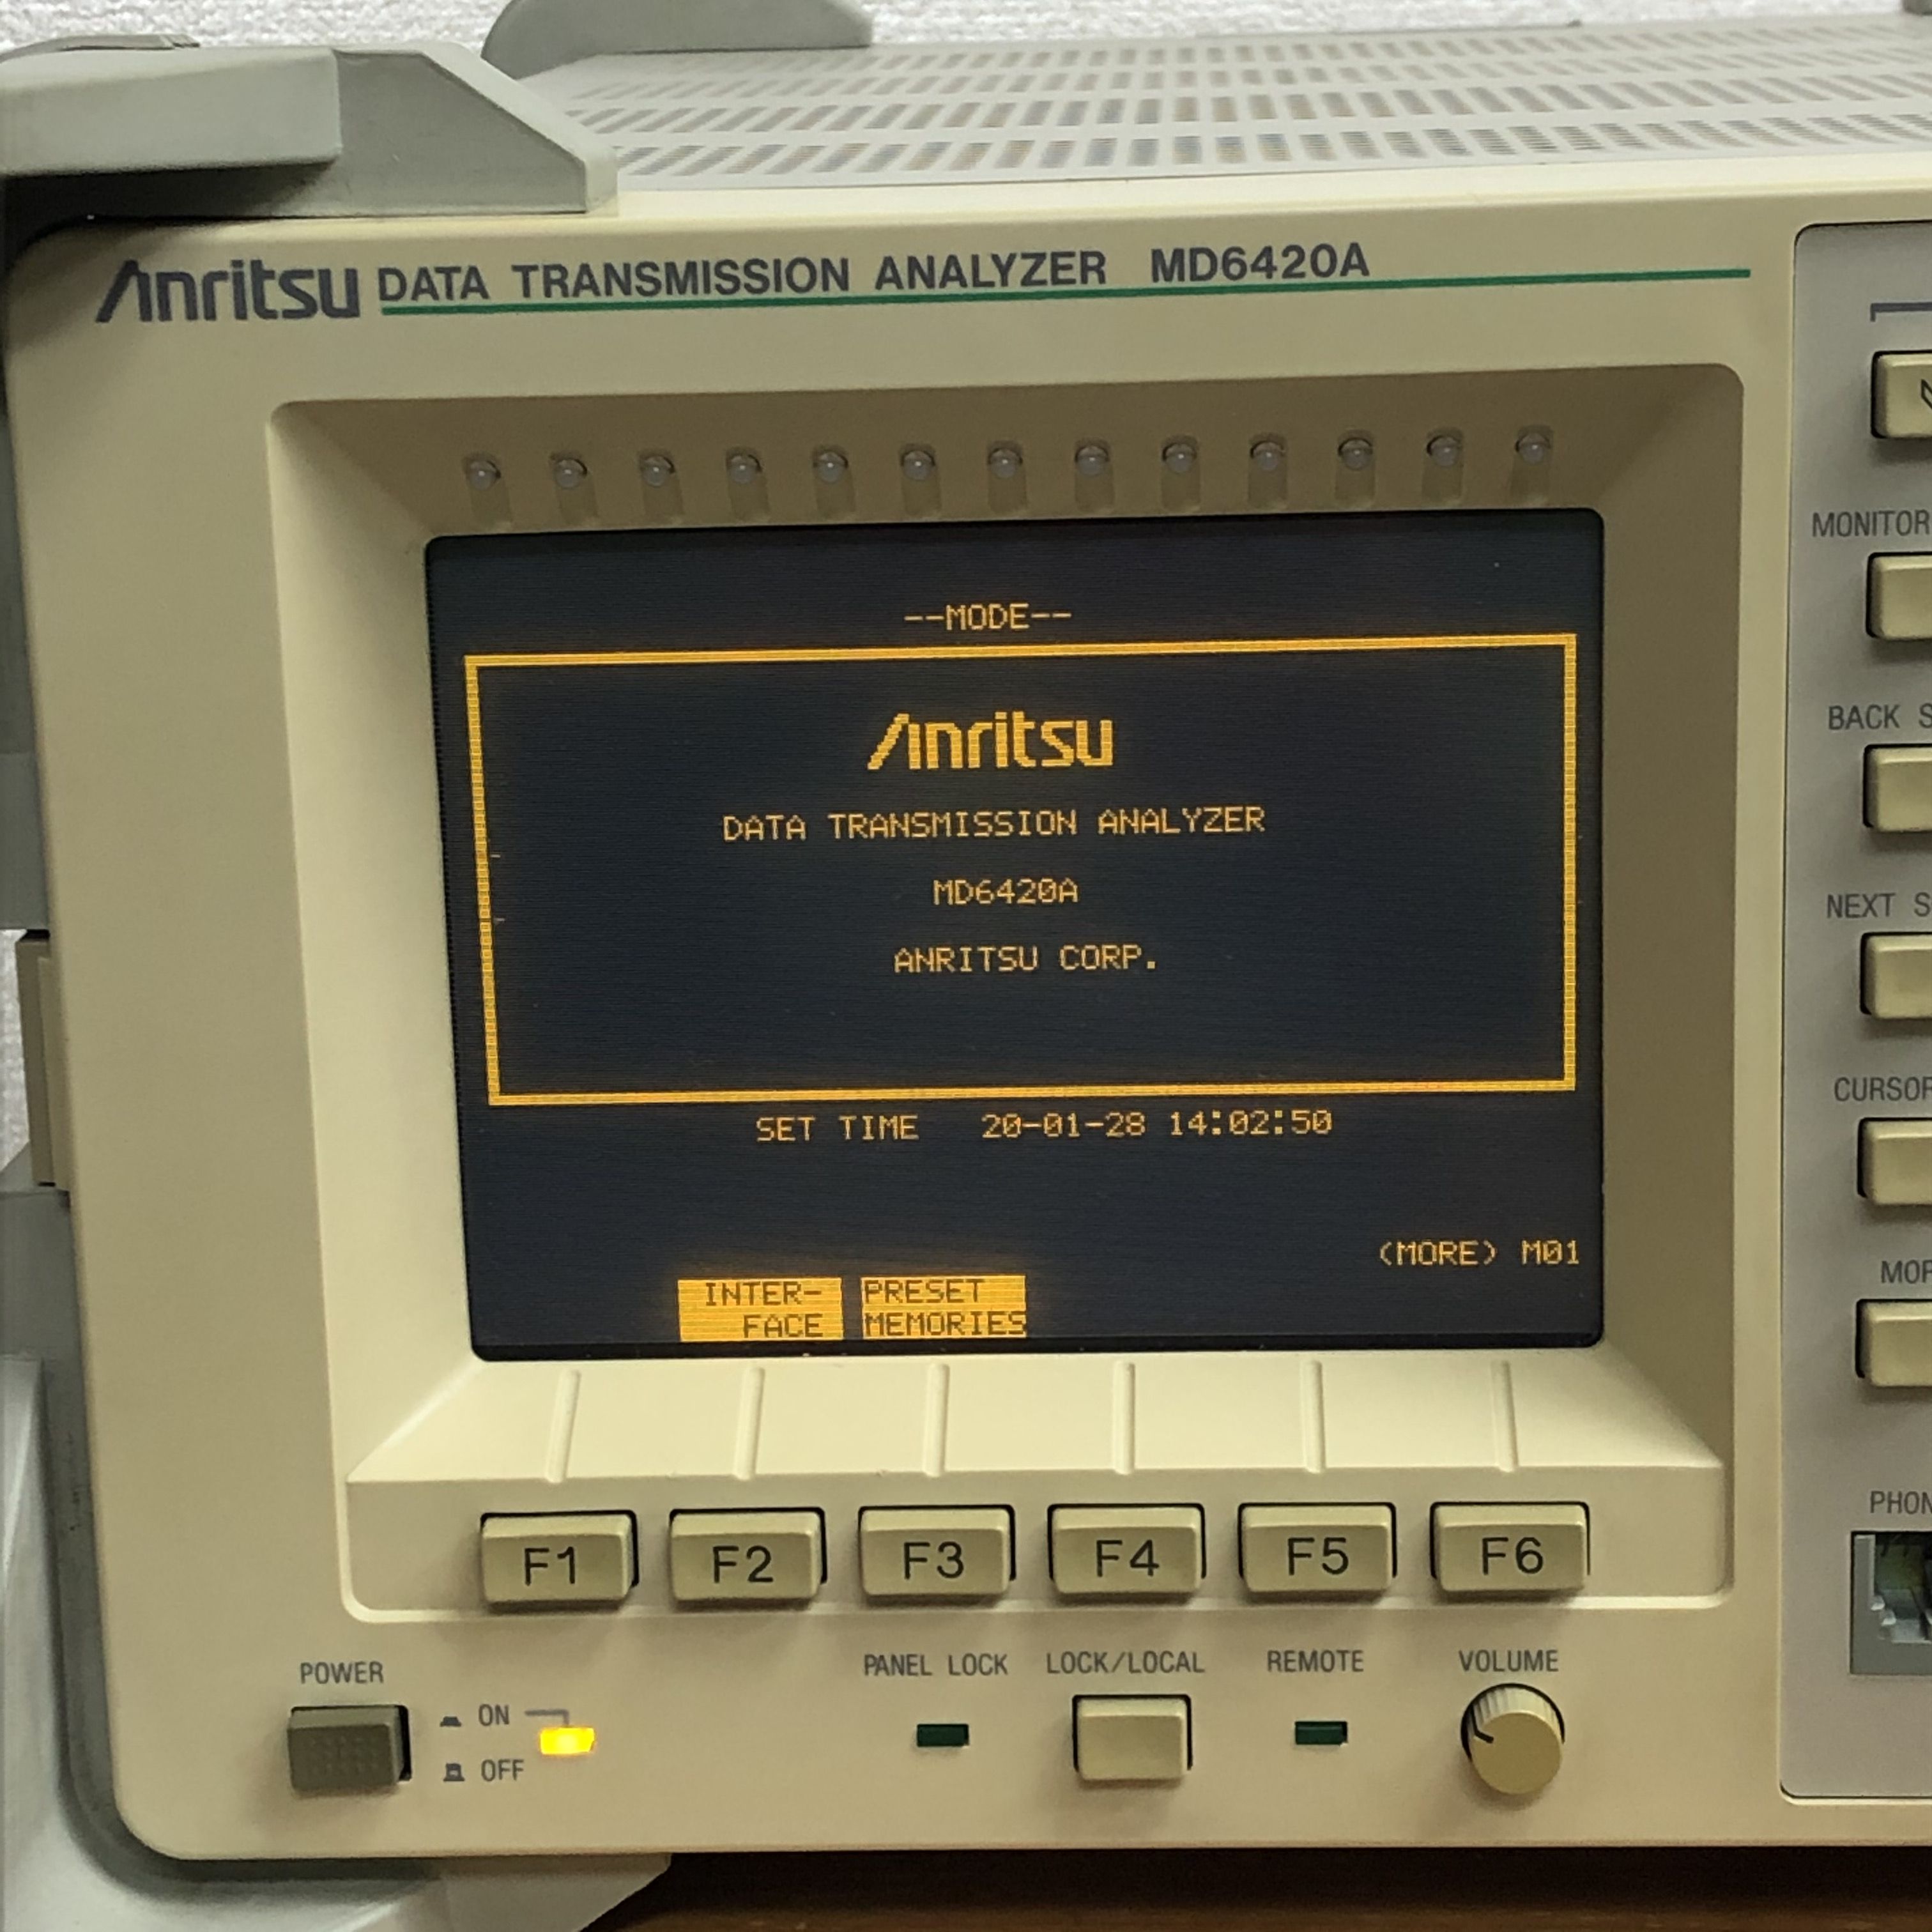 Anritsu DATA TRANSMISSION ANALYZER MD6420A
--MODE--
Anritsu
DATA TRANSMISSION ANALYZER
MD6420A
ANRITSU CORP.
SET TIME 20-01-28 14:02:50
(MORE) M01
INTER-
FACE
PRESET
MEMORIES
F1 F2 F3 F4 F5 F6
POWER
ON
OFF
PANEL LOCK
LOCK/LOCAL
REMOTE
VOLUME
MONITOR
BACK S
NEXT S
CURSOR
MOR
PHON